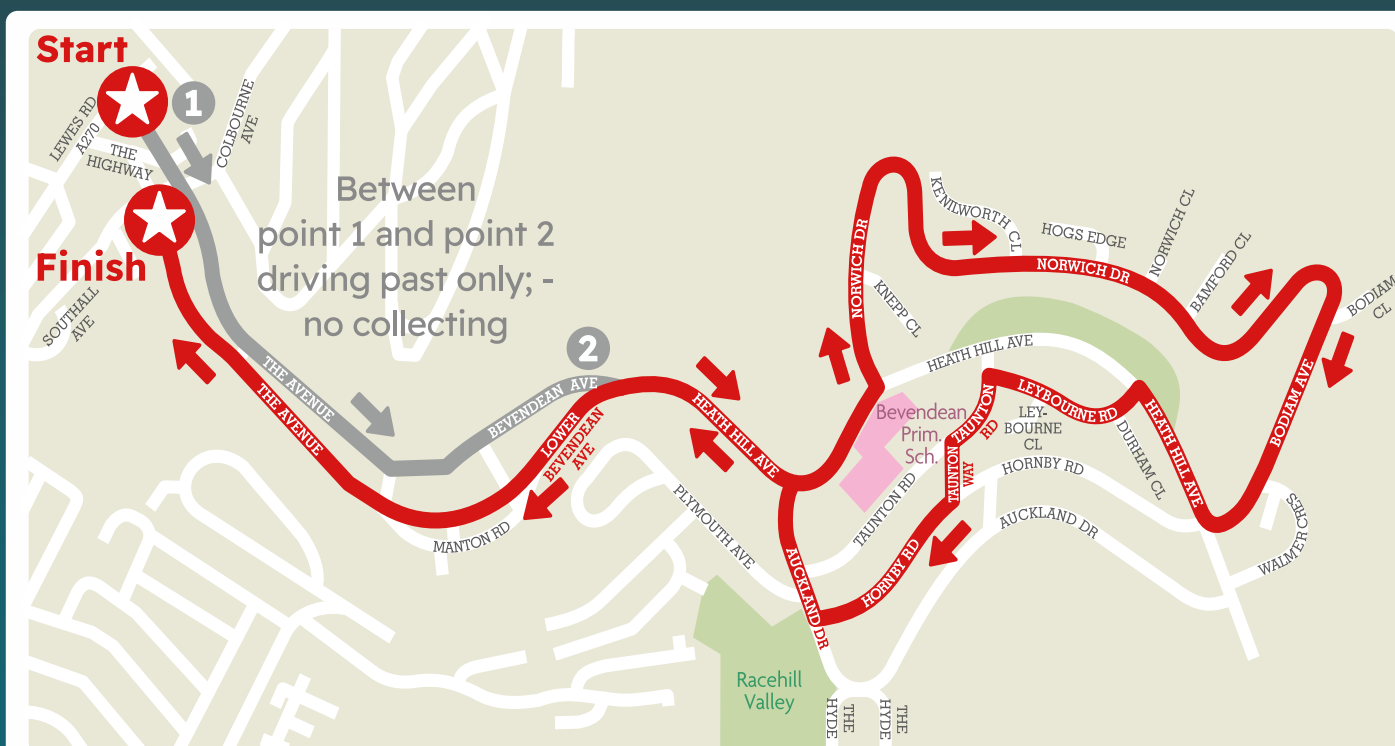 Start
1
LEWES RD
A270
THE
HIGHWAY
COLBOURNE
AVE
Finish
SOUTHALL
AVE
Between
point 1 and point 2
driving past only; -
no collecting
2
THE AVENUE
THE AVENUE
BEVENDEAN AVE
LOWER
BEVENDEAN
AVE
MANTON RD
HEATH HILL AVE
PLYMOUTH AVE
AUCKLAND DR
HORNBY RD
TAUNTON RD
TAUNTON
WAY
TAUNTON
RD
Bevendean
Prim.
Sch.
NORWICH DR
KNEPP CL
KENILWORTH CL
HOGS EDGE
NORWICH DR
NORWICH CL
BAMFORD CL
BODIAM
CL
BODIAM AVE
HEATH HILL AVE
LEYBOURNE RD
LEY-
BOURNE
CL
DURHAM CL
HEATH HILL AVE
HORNBY RD
AUCKLAND DR
WALMER CRES
Racehill
Valley
THE
HYDE
THE
HYDE